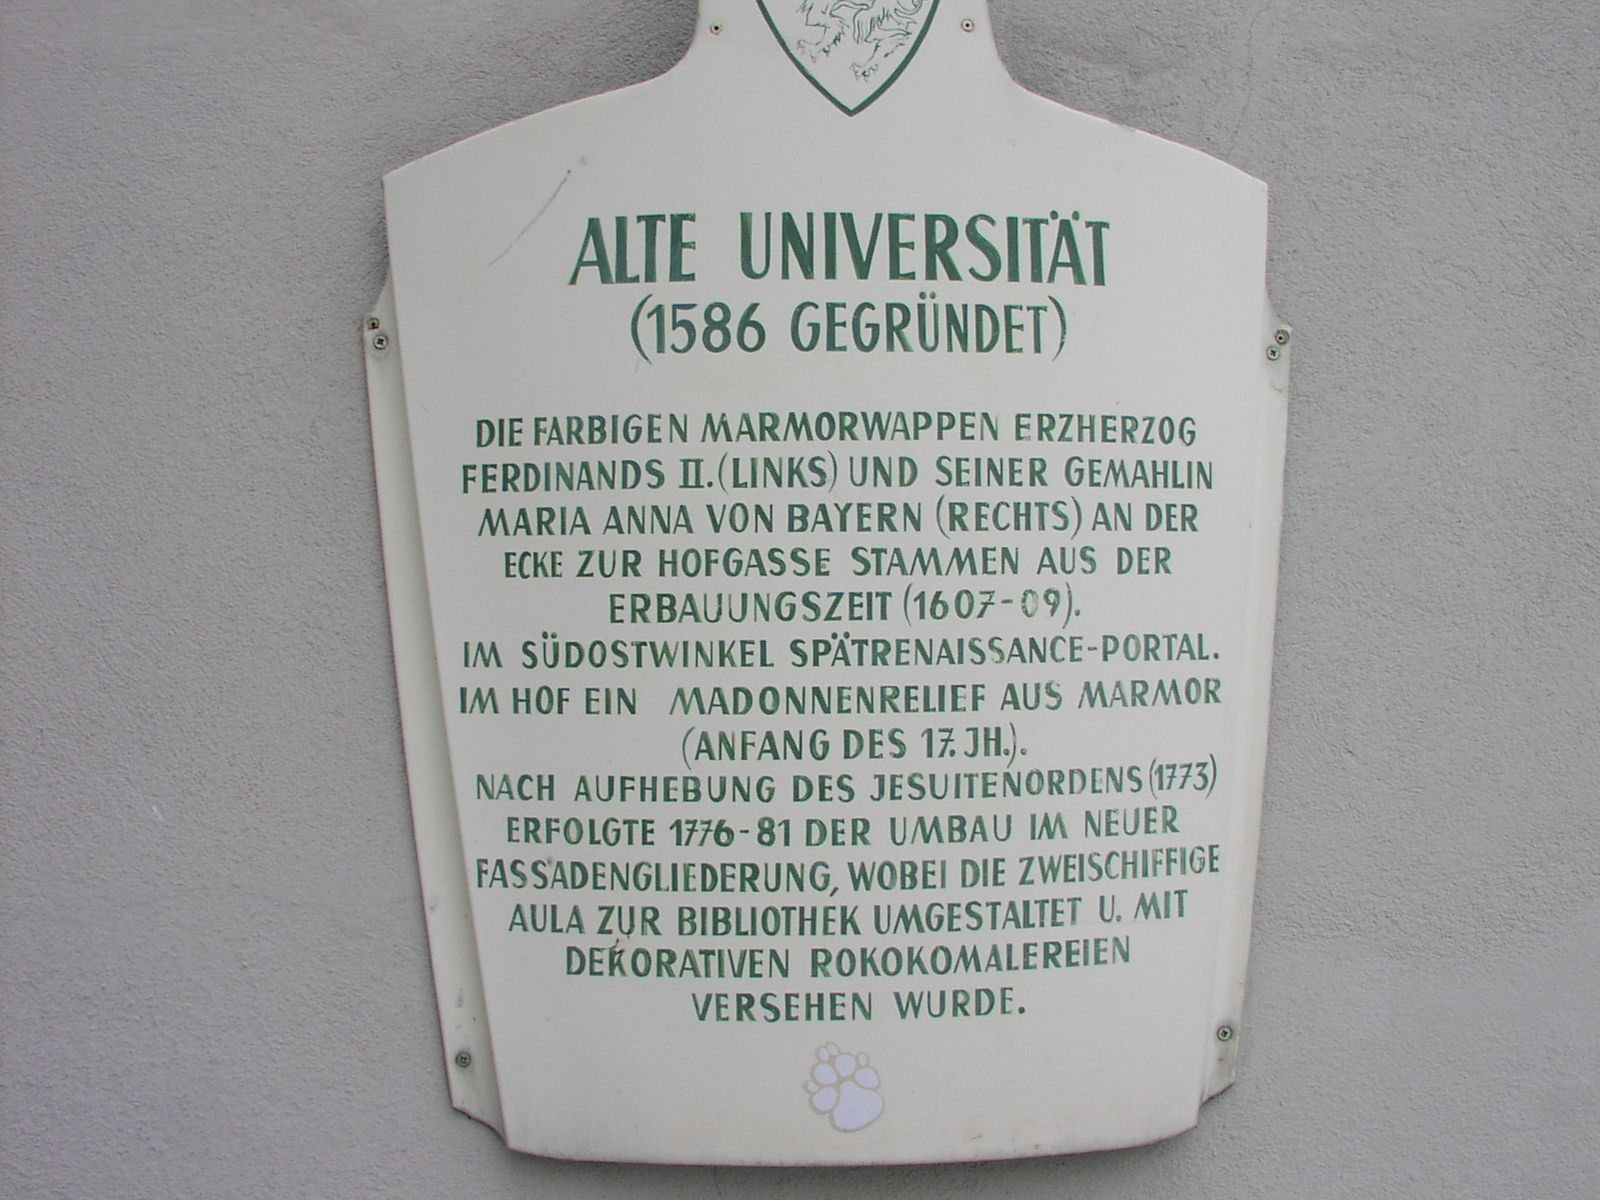 ALTE UNIVERSITÄT
(1586 GEGRÜNDET)
DIE FARBIGEN MARMORWAPPEN ERZHERZOG
FERDINANDS II. (LINKS) UND SEINER GEMAHLIN
MARIA ANNA VON BAYERN (RECHTS) AN DER
ECKE ZUR HOFGASSE STAMMEN AUS DER
ERBAUUNGSZEIT (1607-09).
IM SÜDOSTWINKEL SPÄTRENAISSANCE-PORTAL.
IM HOF EIN MADONNENRELIEF AUS MARMOR
(ANFANG DES 17. JH.).
NACH AUFHEBUNG DES JESUITENORDENS (1773)
ERFOLGTE 1776-81 DER UMBAU IM NEUER
FASSADENGLIEDERUNG, WOBEI DIE ZWEISCHIFFIGE
AULA ZUR BIBLIOTHEK UMGESTALTET U. MIT
DEKORATIVEN ROKOKOMALEREIEN
VERSEHEN WURDE.